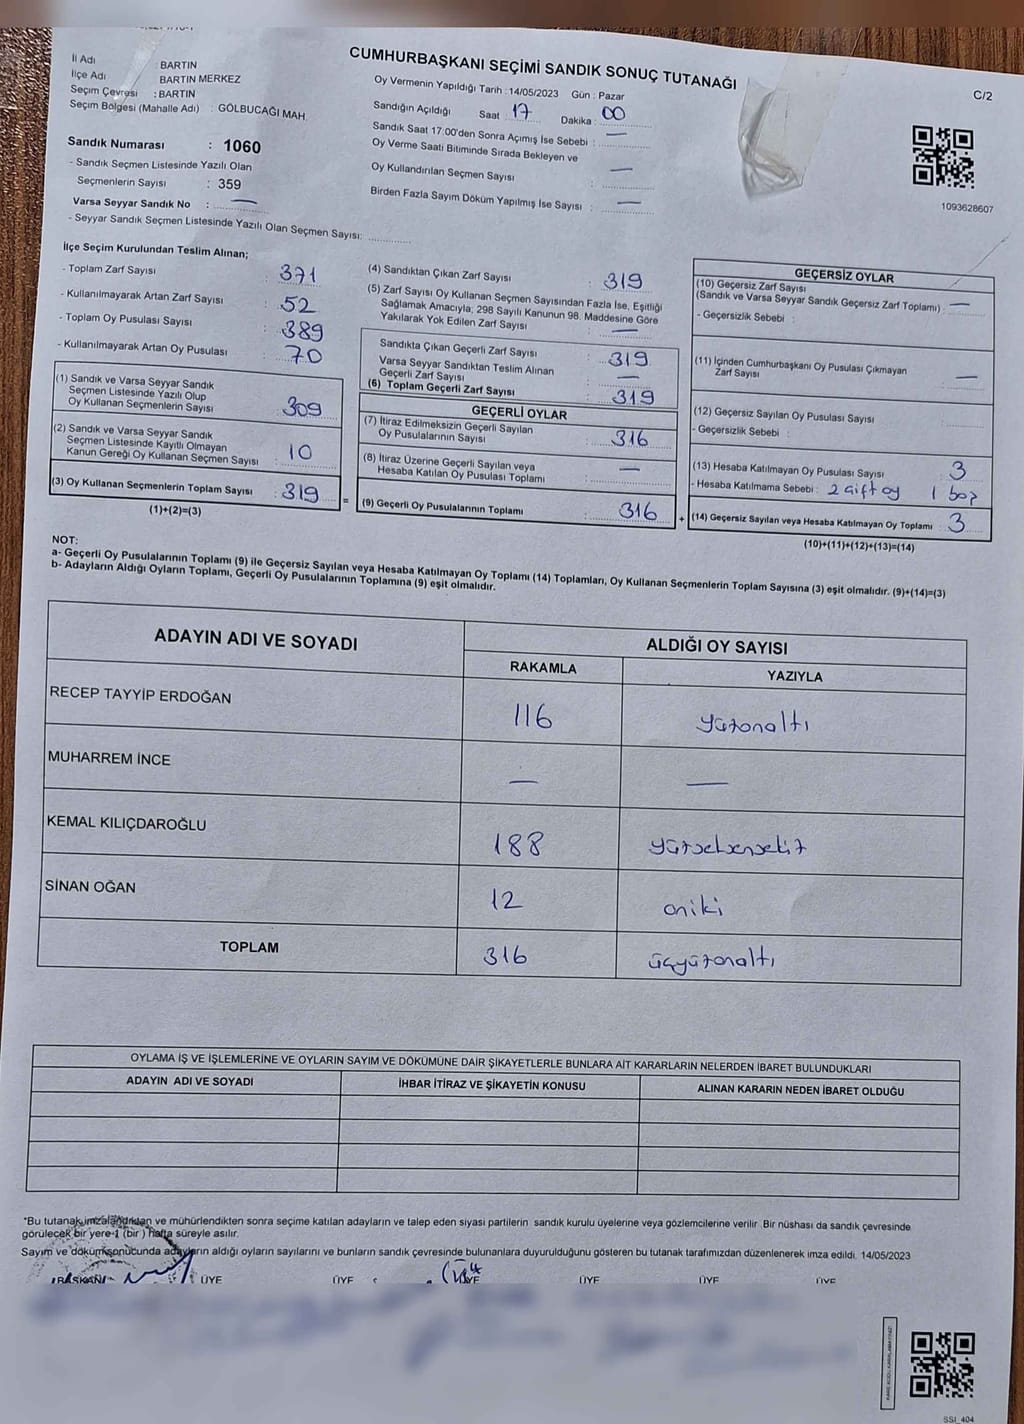 CUMHURBAŞKANI SEÇİMİ SANDIK SONUÇ TUTANAĞI
C/2
İl Adı : BARTIN
İlçe Adı BARTIN MERKEZ
Seçim Çevresi : BARTIN
Seçim Bölgesi (Mahalle Adı) : GÖLBUCAĞI MAH.
Sandık Numarası : 1060
- Sandık Seçmen Listesinde Yazılı Olan
Seçmenlerin Sayısı : 359
Varsa Seyyar Sandık No : —
- Seyyar Sandık Seçmen Listesinde Yazılı Olan Seçmen Sayısı:
Oy Vermenin Yapıldığı Tarih : 14/05/2023 Gün : Pazar
Sandığın Açıldığı Saat 17 Dakika : 00
Sandık Saat 17:00'den Sonra Açımış İse Sebebi : —
Oy Verme Saati Bitiminde Sırada Bekleyen ve
Oy Kullandırılan Seçmen Sayısı : —
Birden Fazla Sayım Döküm Yapılmış İse Sayısı : —
1093628607
İlçe Seçim Kurulundan Teslim Alınan;
- Toplam Zarf Sayısı : 371
- Kullanılmayarak Artan Zarf Sayısı : 52
- Toplam Oy Pusulası Sayısı : 389
- Kullanılmayarak Artan Oy Pusulası : 70
(1) Sandık ve Varsa Seyyar Sandık
Seçmen Listesinde Yazılı Olup
Oy Kullanan Seçmenlerin Sayısı : 309
(2) Sandık ve Varsa Seyyar Sandık
Seçmen Listesinde Kayıtlı Olmayan
Kanun Gereği Oy Kullanan Seçmen Sayısı : 10
(3) Oy Kullanan Seçmenlerin Toplam Sayısı : 319
(1)+(2)=(3)
(4) Sandıktan Çıkan Zarf Sayısı : 319
(5) Zarf Sayısı Oy Kullanan Seçmen Sayısından Fazla İse, Eşitliği
Sağlamak Amacıyla; 298 Sayılı Kanunun 98. Maddesine Göre
Yakılarak Yok Edilen Zarf Sayısı : —
Sandıkta Çıkan Geçerli Zarf Sayısı : 319
Varsa Seyyar Sandıktan Teslim Alınan
Geçerli Zarf Sayısı : —
(6) Toplam Geçerli Zarf Sayısı : 319
=
GEÇERLİ OYLAR
(7) İtiraz Edilmeksizin Geçerli Sayılan
Oy Pusulalarının Sayısı : 316
(8) İtiraz Üzerine Geçerli Sayılan veya
Hesaba Katılan Oy Pusulası Toplamı : —
(9) Geçerli Oy Pusulalarının Toplamı : 316
+
GEÇERSİZ OYLAR
(10) Geçersiz Zarf Sayısı
(Sandık ve Varsa Seyyar Sandık Geçersiz Zarf Toplamı) : —
- Geçersizlik Sebebi :
(11) İçinden Cumhurbaşkanı Oy Pusulası Çıkmayan
Zarf Sayısı : —
(12) Geçersiz Sayılan Oy Pusulası Sayısı
- Geçersizlik Sebebi :
(13) Hesaba Katılmayan Oy Pusulası Sayısı : 3
- Hesaba Katılmama Sebebi : 2 çift oy 1 boş
(14) Geçersiz Sayılan veya Hesaba Katılmayan Oy Toplamı : 3
(10)+(11)+(12)+(13)=(14)
NOT:
a- Geçerli Oy Pusulalarının Toplamı (9) ile Geçersiz Sayılan veya Hesaba Katılmayan Oy Toplamı (14) Toplamları, Oy Kullanan Seçmenlerin Toplam Sayısına (3) eşit olmalıdır. (9)+(14)=(3)
b- Adayların Aldığı Oyların Toplamı, Geçerli Oy Pusulalarının Toplamına (9) eşit olmalıdır.
ADAYIN ADI VE SOYADI ALDIĞI OY SAYISI
RAKAMLA YAZIYLA
RECEP TAYYİP ERDOĞAN 116 yüzonaltı
MUHARREM İNCE — —
KEMAL KILIÇDAROĞLU 188 yüzseksensekiz
SİNAN OĞAN 12 oniki
TOPLAM 316 üçyüzonaltı
OYLAMA İŞ VE İŞLEMLERİNE VE OYLARIN SAYIM VE DÖKÜMÜNE DAİR ŞİKAYETLERLE BUNLARA AİT KARARLARIN NELERDEN İBARET BULUNDUKLARI
ADAYIN ADI VE SOYADI İHBAR İTİRAZ VE ŞİKAYETİN KONUSU ALINAN KARARIN NEDEN İBARET OLDUĞU
*Bu tutanak imzalandıktan ve mühürlendikten sonra seçime katılan adayların ve talep eden siyasi partilerin sandık kurulu üyelerine veya gözlemcilerine verilir. Bir nüshası da sandık çevresinde
görülecek bir yere 1 (bir) hafta süreyle asılır.
Sayım ve döküm sonucunda adayların aldığı oyların sayılarını ve bunların sandık çevresinde bulunanlara duyurulduğunu gösteren bu tutanak tarafımızdan düzenlenerek imza edildi. 14/05/2023
BAŞKAN ÜYE ÜYE ÜYE ÜYE ÜYE ÜYE
SSI_404